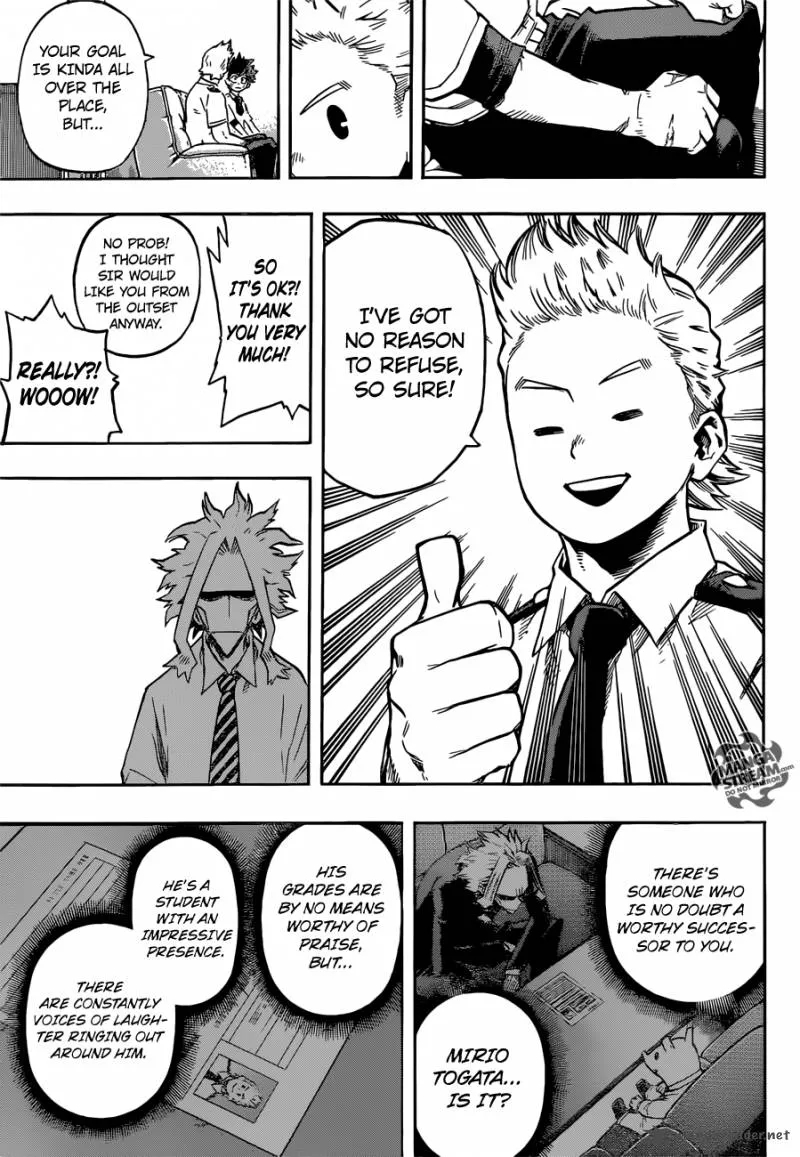 YOUR GOAL
IS KINDA ALL
OVER THE
PLACE,
BUT...
I'VE GOT
NO REASON
TO REFUSE,
SO SURE!
SO
IT'S OK?!
THANK
YOU VERY
MUCH!
NO PROB!
I THOUGHT
SIR WOULD
LIKE YOU FROM
THE OUTSET
ANYWAY.
REALLY?!
WOOOW!
MANGA
STREAM.com
DO NOT MIRROR
THERE'S
SOMEONE WHO
IS NO DOUBT A
WORTHY SUCCES-
SOR TO YOU.
MIRIO
TOGATA...
IS IT?
HIS
GRADES ARE
BY NO MEANS
WORTHY OF
PRAISE,
BUT...
HE'S A
STUDENT
WITH AN
IMPRESSIVE
PRESENCE.
THERE
ARE CONSTANTLY
VOICES OF LAUGH-
TER RINGING OUT
AROUND HIM.